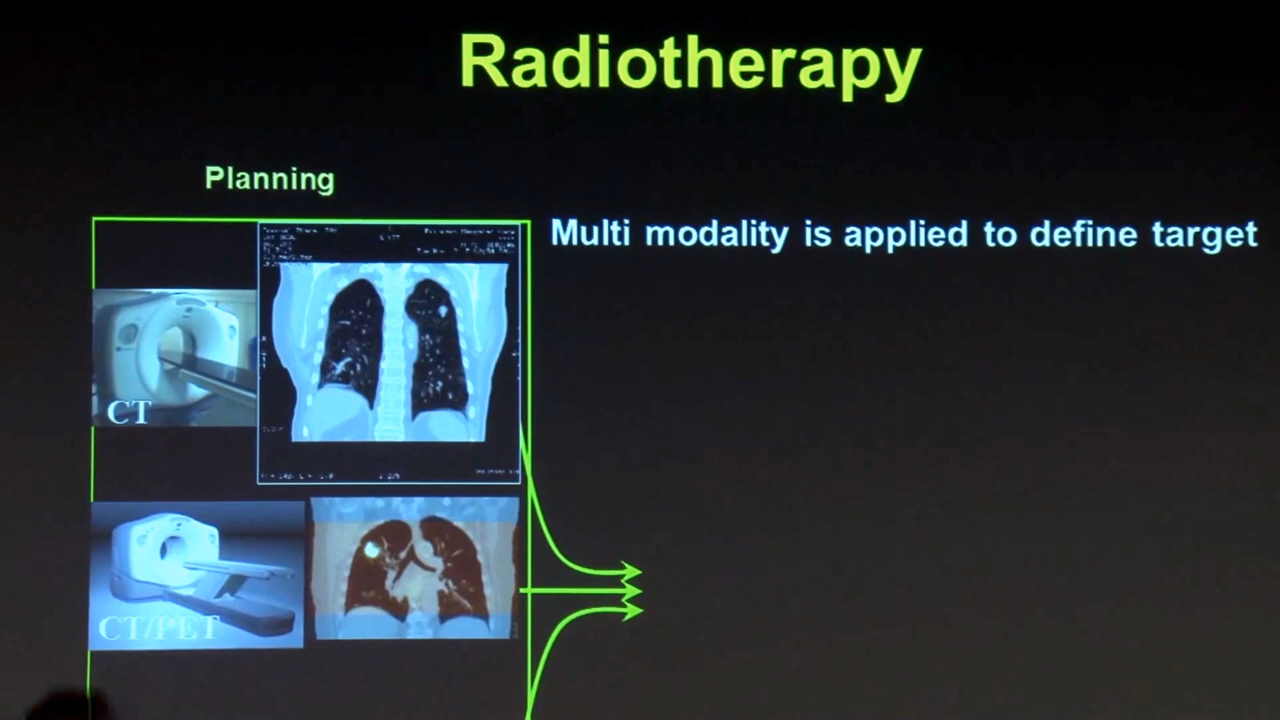 Radiotherapy
Planning
Multi modality is applied to define target
CT
CT/PET